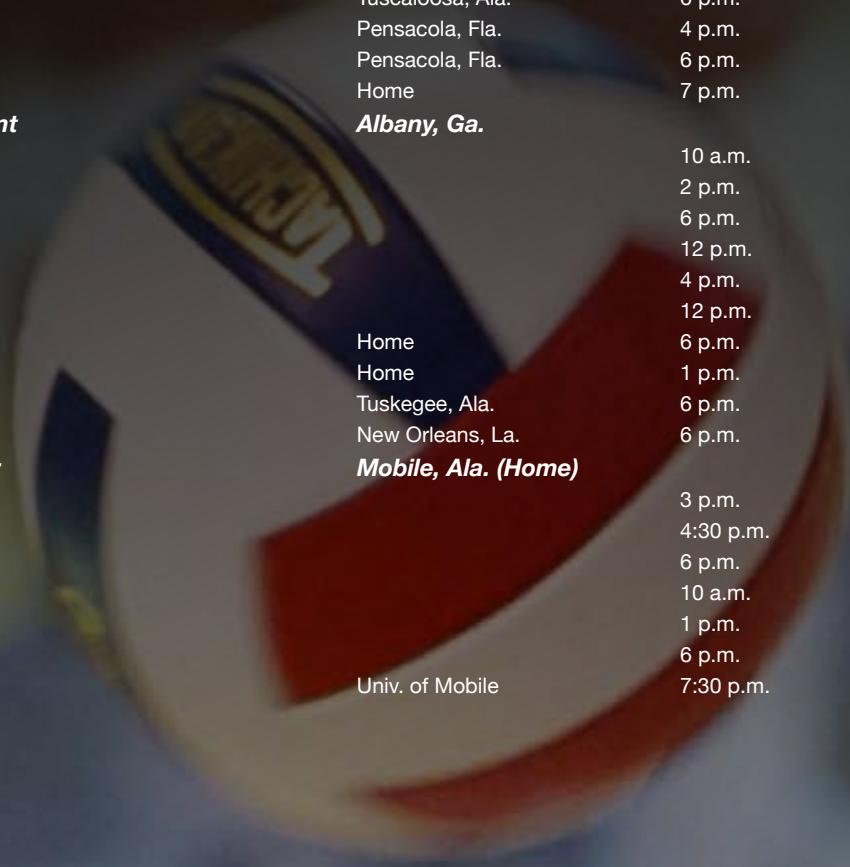 Pensacola, Fla. 4 p.m.
Pensacola, Fla. 6 p.m.
Home 7 p.m.
nt Albany, Ga.
10 a.m.
2 p.m.
6 p.m.
12 p.m.
4 p.m.
12 p.m.
Home 6 p.m.
Home 1 p.m.
Tuskegee, Ala. 6 p.m.
New Orleans, La. 6 p.m.
Mobile, Ala. (Home)
3 p.m.
4:30 p.m.
6 p.m.
10 a.m.
1 p.m.
6 p.m.
Univ. of Mobile 7:30 p.m.
TACHIKARA